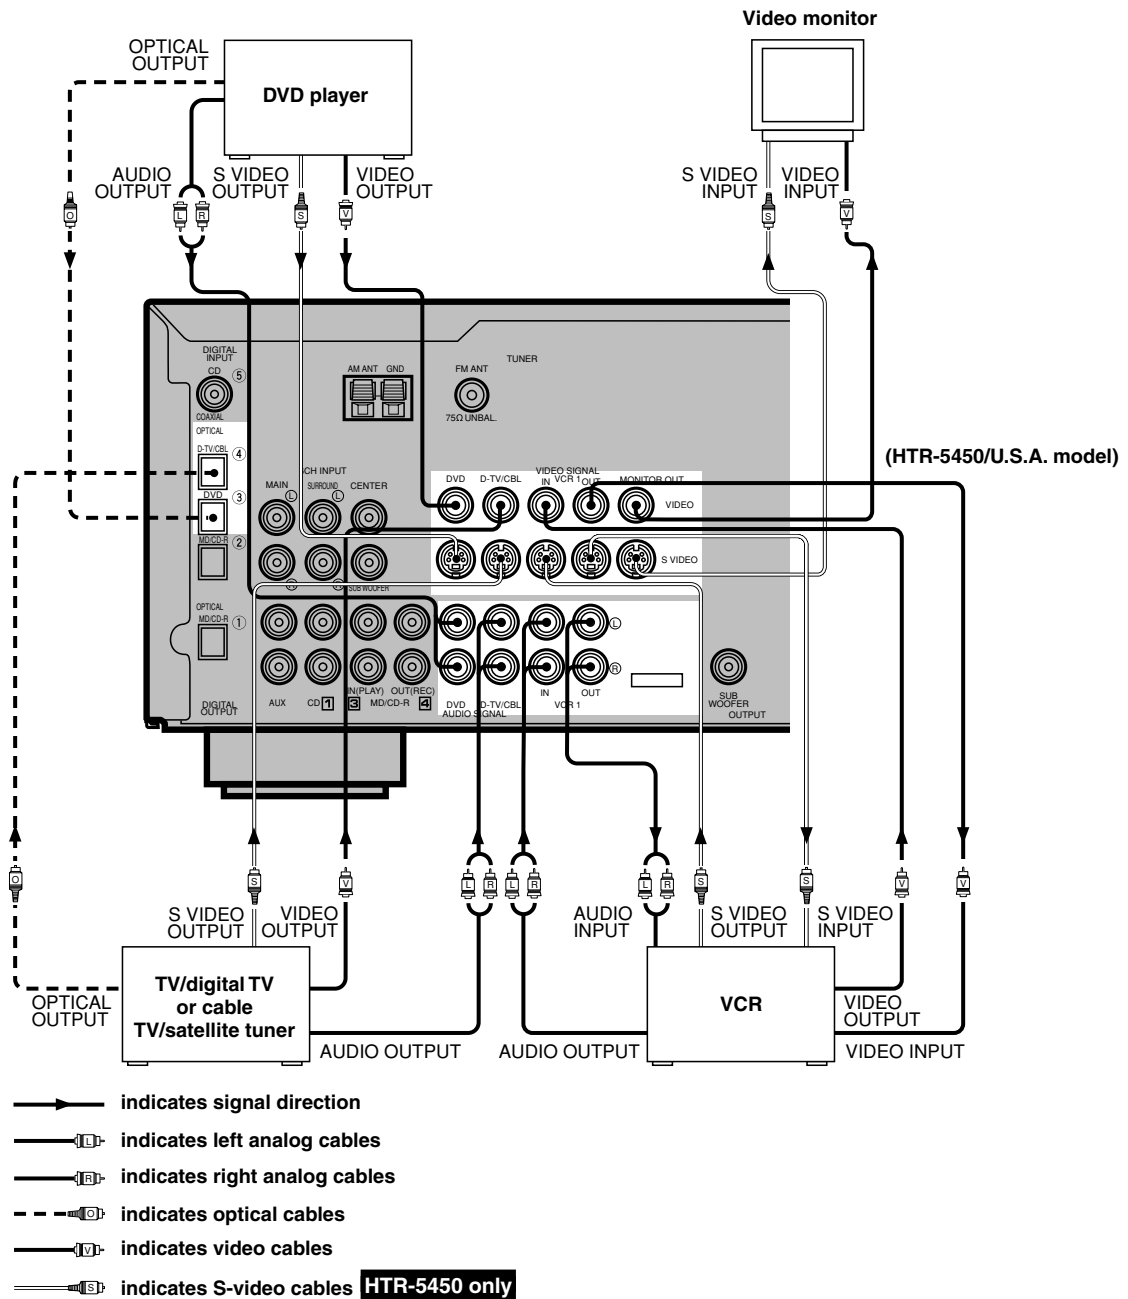 Video monitor
OPTICAL
OUTPUT
DVD player
AUDIO
OUTPUT
S VIDEO
OUTPUT
VIDEO
OUTPUT
S VIDEO
INPUT
VIDEO
INPUT
O
L
R
S
V
S
V
DIGITAL
INPUT
CD
5
COAXIAL
OPTICAL
D-TV/CBL
4
DVD
3
MD/CD-R
2
OPTICAL
MD/CD-R
1
DIGITAL
OUTPUT
AM ANT
GND
FM ANT
TUNER
75Ω UNBAL.
CH INPUT
MAIN
L
SURROUND
L
CENTER
R
R
SUB WOOFER
AUX
CD 1
IN(PLAY)
3
OUT(REC)
MD/CD-R
4
VIDEO SIGNAL
DVD
D-TV/CBL
IN
VCR 1
OUT
MONITOR OUT
VIDEO
S VIDEO
L
R
DVD
D-TV/CBL
AUDIO SIGNAL
IN
VCR 1
OUT
SUB
WOOFER
OUTPUT
(HTR-5450/U.S.A. model)
O
S
V
L
R
L
R
L
R
S
S
V
V
S VIDEO
OUTPUT
VIDEO
OUTPUT
AUDIO
INPUT
S VIDEO
OUTPUT
S VIDEO
INPUT
OPTICAL
OUTPUT
TV/digital TV
or cable
TV/satellite tuner
AUDIO OUTPUT
AUDIO OUTPUT
VCR
VIDEO
OUTPUT
VIDEO INPUT
indicates signal direction
L indicates left analog cables
R indicates right analog cables
O indicates optical cables
V indicates video cables
S indicates S-video cables HTR-5450 only